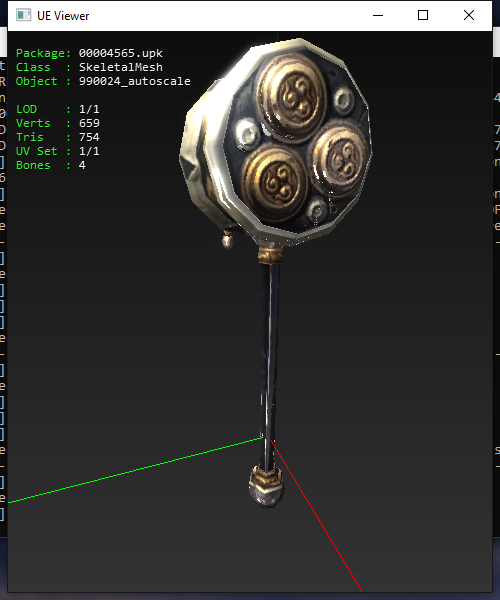 UE Viewer
Package: 00004565.upk
Class  : SkeletalMesh
Object : 990024_autoscale
LOD    : 1/1
Verts  : 659
Tris   : 754
UV Set : 1/1
Bones  : 4